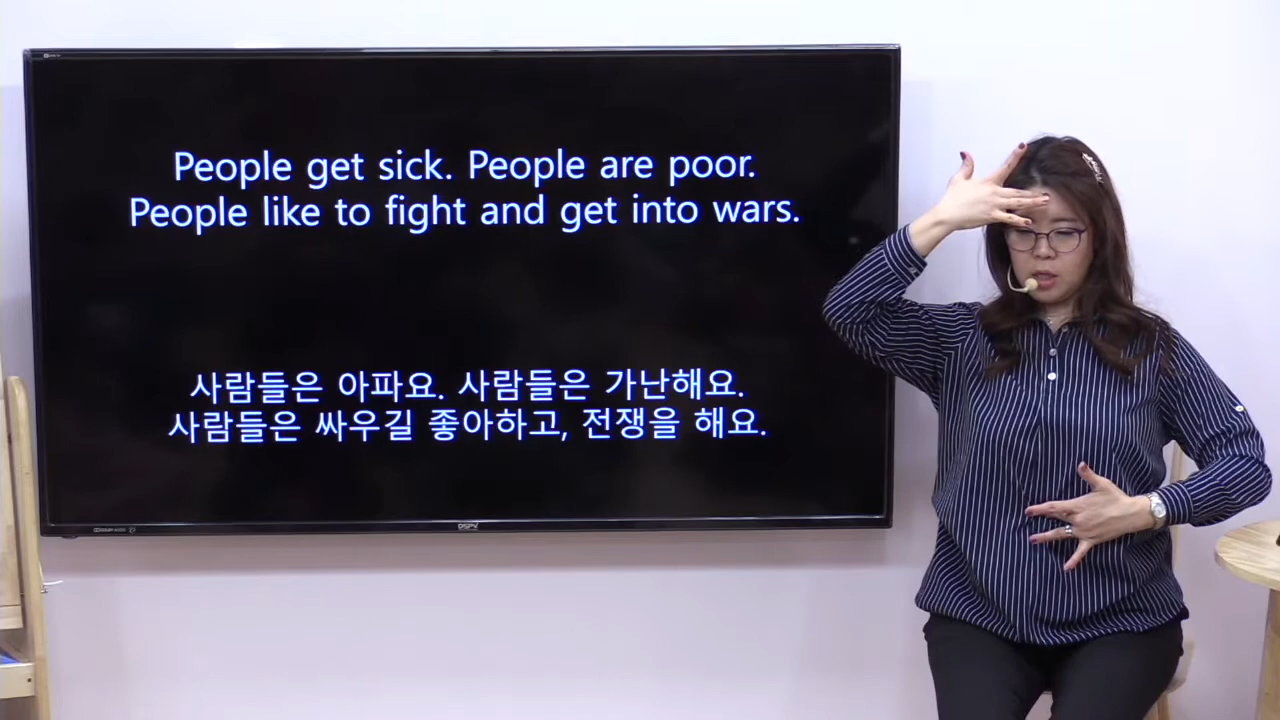 People get sick. People are poor.
People like to fight and get into wars.
사람들은 아파요. 사람들은 가난해요.
사람들은 싸우길 좋아하고, 전쟁을 해요.
DSPV